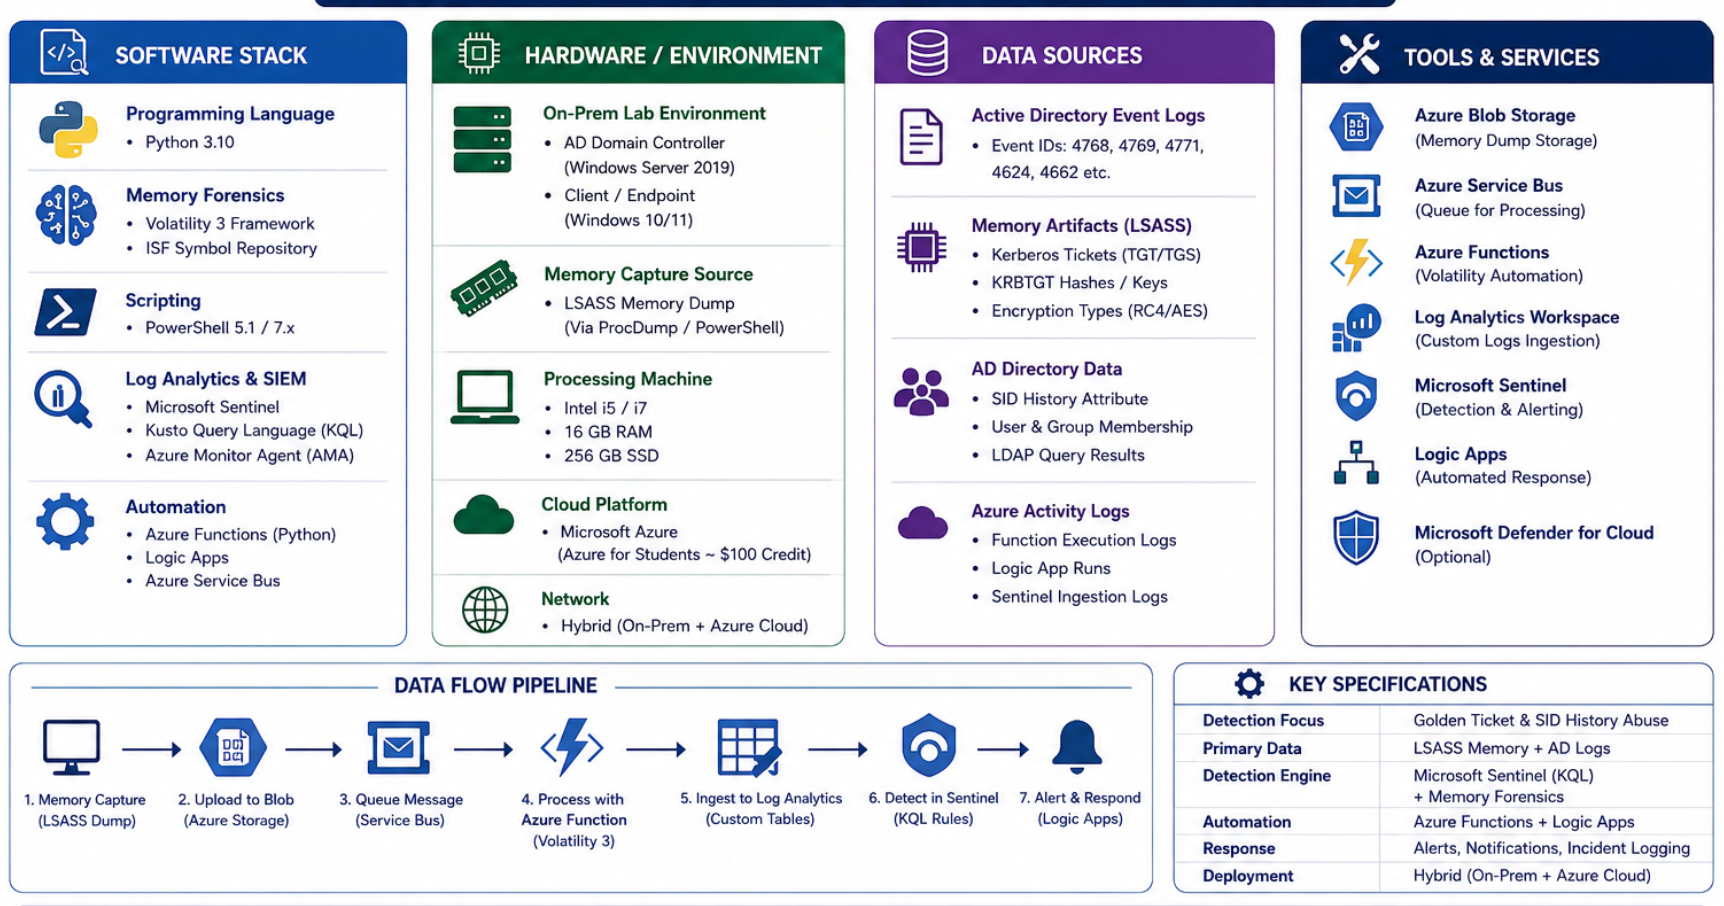 SOFTWARE STACK
Programming Language
• Python 3.10
Memory Forensics
• Volatility 3 Framework
• ISF Symbol Repository
Scripting
• PowerShell 5.1 / 7.x
Log Analytics & SIEM
• Microsoft Sentinel
• Kusto Query Language (KQL)
• Azure Monitor Agent (AMA)
Automation
• Azure Functions (Python)
• Logic Apps
• Azure Service Bus
HARDWARE / ENVIRONMENT
On-Prem Lab Environment
• AD Domain Controller
(Windows Server 2019)
• Client / Endpoint
(Windows 10/11)
Memory Capture Source
• LSASS Memory Dump
(Via ProcDump / PowerShell)
Processing Machine
• Intel i5 / i7
• 16 GB RAM
• 256 GB SSD
Cloud Platform
• Microsoft Azure
(Azure for Students ~ $100 Credit)
Network
• Hybrid (On-Prem + Azure Cloud)
DATA SOURCES
Active Directory Event Logs
• Event IDs: 4768, 4769, 4771,
4624, 4662 etc.
Memory Artifacts (LSASS)
• Kerberos Tickets (TGT/TGS)
• KRBTGT Hashes / Keys
• Encryption Types (RC4/AES)
AD Directory Data
• SID History Attribute
• User & Group Membership
• LDAP Query Results
Azure Activity Logs
• Function Execution Logs
• Logic App Runs
• Sentinel Ingestion Logs
TOOLS & SERVICES
Azure Blob Storage
(Memory Dump Storage)
Azure Service Bus
(Queue for Processing)
Azure Functions
(Volatility Automation)
Log Analytics Workspace
(Custom Logs Ingestion)
Microsoft Sentinel
(Detection & Alerting)
Logic Apps
(Automated Response)
Microsoft Defender for Cloud
(Optional)
DATA FLOW PIPELINE
1. Memory Capture
(LSASS Dump)
2. Upload to Blob
(Azure Storage)
3. Queue Message
(Service Bus)
4. Process with
Azure Function
(Volatility 3)
5. Ingest to Log Analytics
(Custom Tables)
6. Detect in Sentinel
(KQL Rules)
7. Alert & Respond
(Logic Apps)
KEY SPECIFICATIONS
Detection Focus Golden Ticket & SID History Abuse
Primary Data LSASS Memory + AD Logs
Detection Engine Microsoft Sentinel (KQL)
+ Memory Forensics
Automation Azure Functions + Logic Apps
Response Alerts, Notifications, Incident Logging
Deployment Hybrid (On-Prem + Azure Cloud)